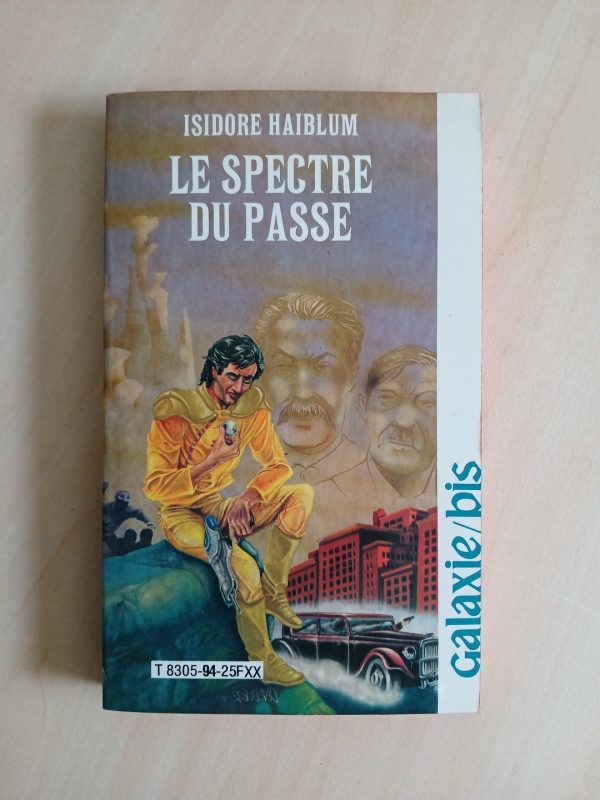 ISIDORE HAIBLUM
LE SPECTRE
DU PASSE
Galaxie/bis
T 8305-94-25FXX